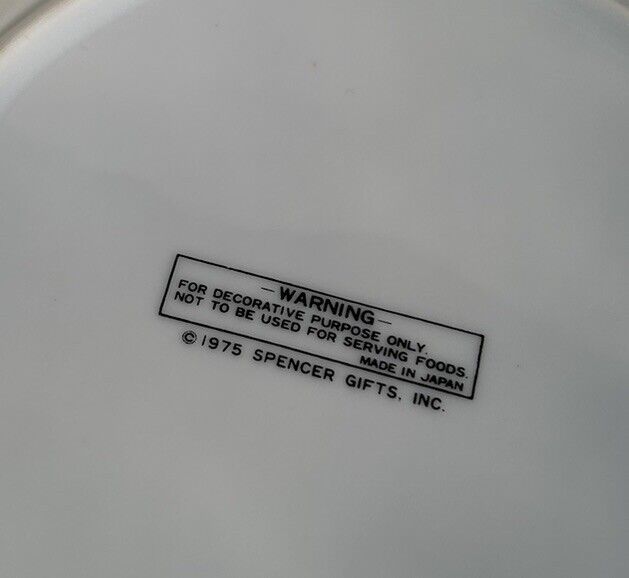 —WARNING—
FOR DECORATIVE PURPOSE ONLY.
NOT TO BE USED FOR SERVING FOODS.
MADE IN JAPAN
© 1975 SPENCER GIFTS, INC.